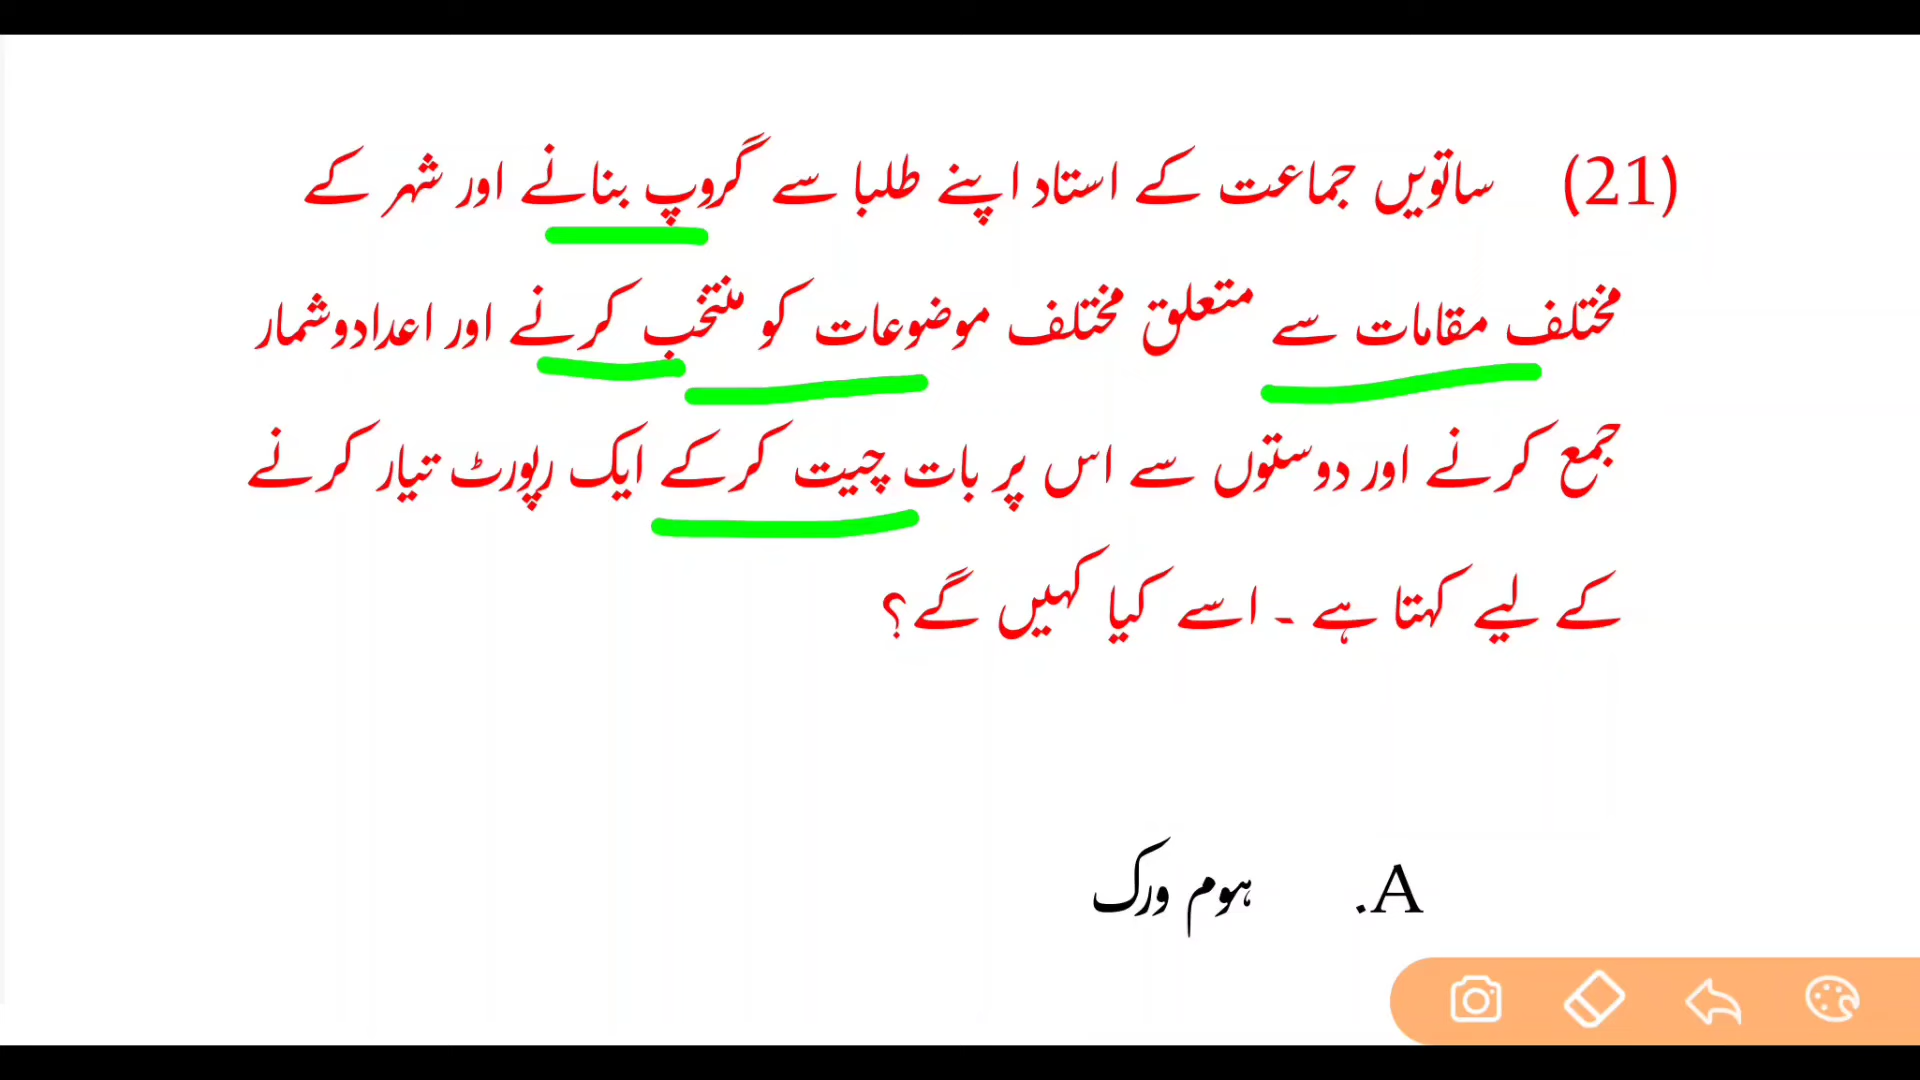 (21) ساتویں جماعت کے استاد اپنے طلبا سے گروپ بنانے اور شہر کے
مختلف مقامات سے متعلق مختلف موضوعات کو منتخب کرنے اور اعدادوشمار
جمع کرنے اور دوستوں سے اس پر بات چیت کرکے ایک رپورٹ تیار کرنے
کے لیے کہتا ہے ۔ اسے کیا کہیں گے ؟
A. ہوم ورک